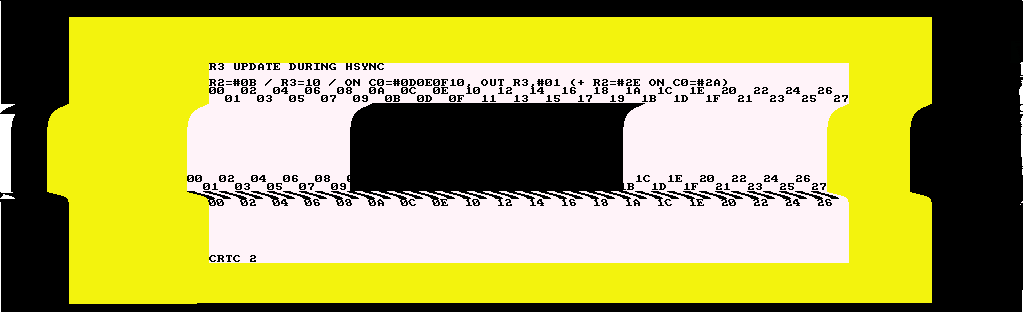 R3 UPDATE DURING HSYNC
R2=#0B / R3=10 / ON C0=#0D0E0F10, OUT R3,#01 (+ R2=#2E ON C0=#2A)
00 02 04 06 08 0A 0C 0E 10 12 14 16 18 1A 1C 1E 20 22 24 26
01 03 05 07 09 0B 0D 0F 11 13 15 17 19 1B 1D 1F 21 23 25 27
00 02 04 06 08 1C 1E 20 22 24 26
01 03 05 07 09 1B 1D 1F 21 23 25 27
00 02 04 06 08 0A 0C 0E 10 12 14 16 18 1A 1C 1E 20 22 24 26
CRTC 2